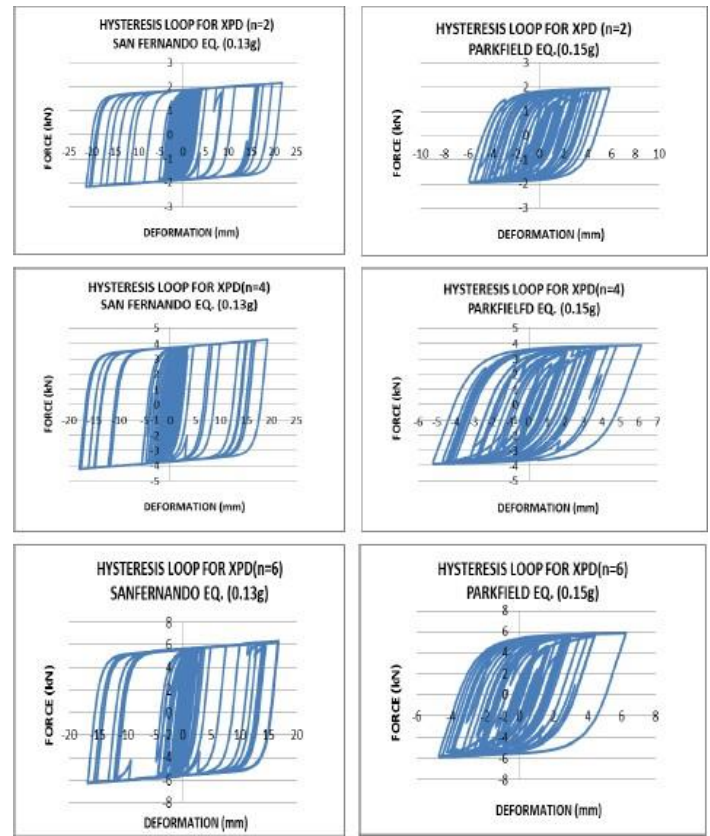 HYSTERESIS LOOP FOR XPD (n=2)
SAN FERNANDO EQ. (0.13g)
FORCE (kN)
3
2
1
0
-1
-2
-3
-25 -20 -15 -10 -5 0 5 10 15 20 25
DEFORMATION (mm)
HYSTERESIS LOOP FOR XPD (n=2)
PARKFIELD EQ.(0.15g)
FORCE (kN)
3
2
1
0
-1
-2
-3
-10 -8 -6 -4 -2 0 2 4 6 8 10
DEFORMATION (mm)
HYSTERESIS LOOP FOR XPD(n=4)
SAN FERNANDO EQ. (0.13g)
FORCE (kN)
5
4
3
2
1
0
-1
-2
-3
-4
-5
-20 -15 -10 -5 0 5 10 15 20 25
DEFORMATION (mm)
HYSTERESIS LOOP FOR XPD(n=4)
PARKFIELFD EQ. (0.15g)
FORCE (kN)
5
4
3
2
1
0
-1
-2
-3
-4
-5
-6 -5 -4 -3 -2 -1 0 1 2 3 4 5 6 7
DEFORMATION (mm)
HYSTERESIS LOOP FOR XPD(n=6)
SANFERNANDO EQ. (0.13g)
FORCE (kN)
8
6
4
2
0
-2
-4
-6
-8
-20 -15 -10 -5 0 5 10 15 20
DEFORMATION (mm)
HYSTERESIS LOOP FOR XPD(n=6)
PARKFIELD EQ. (0.15g)
FORCE (kN)
8
6
4
2
0
-2
-4
-6
-8
-6 -4 -2 0 2 4 6 8
DEFORMATION (mm)